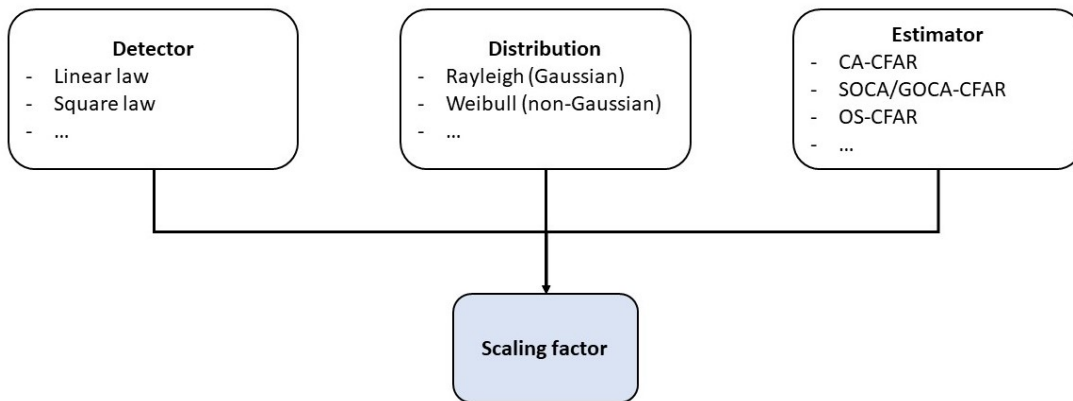 Detector
- Linear law
- Square law
- ...
Distribution
- Rayleigh (Gaussian)
- Weibull (non-Gaussian)
- ...
Estimator
- CA-CFAR
- SOCA/GOCA-CFAR
- OS-CFAR
- ...
Scaling factor